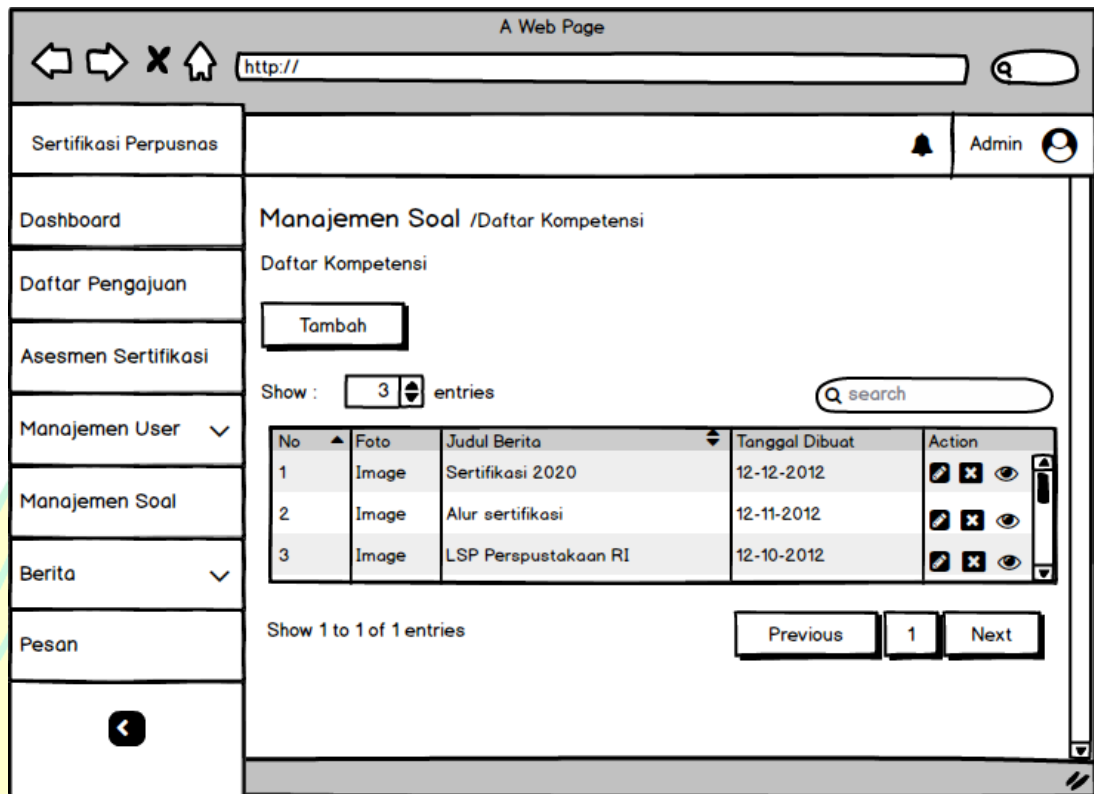 A Web Page
http://
Sertifikasi Perpusnas
Admin
Dashboard
Daftar Pengajuan
Asesmen Sertifikasi
Manajemen User
Manajemen Soal
Berita
Pesan
Manajemen Soal /Daftar Kompetensi
Daftar Kompetensi
Tambah
Show : 3 entries
search
No Foto Judul Berita Tanggal Dibuat Action
1 Image Sertifikasi 2020 12-12-2012
2 Image Alur sertifikasi 12-11-2012
3 Image LSP Perspustakaan RI 12-10-2012
Show 1 to 1 of 1 entries
Previous 1 Next